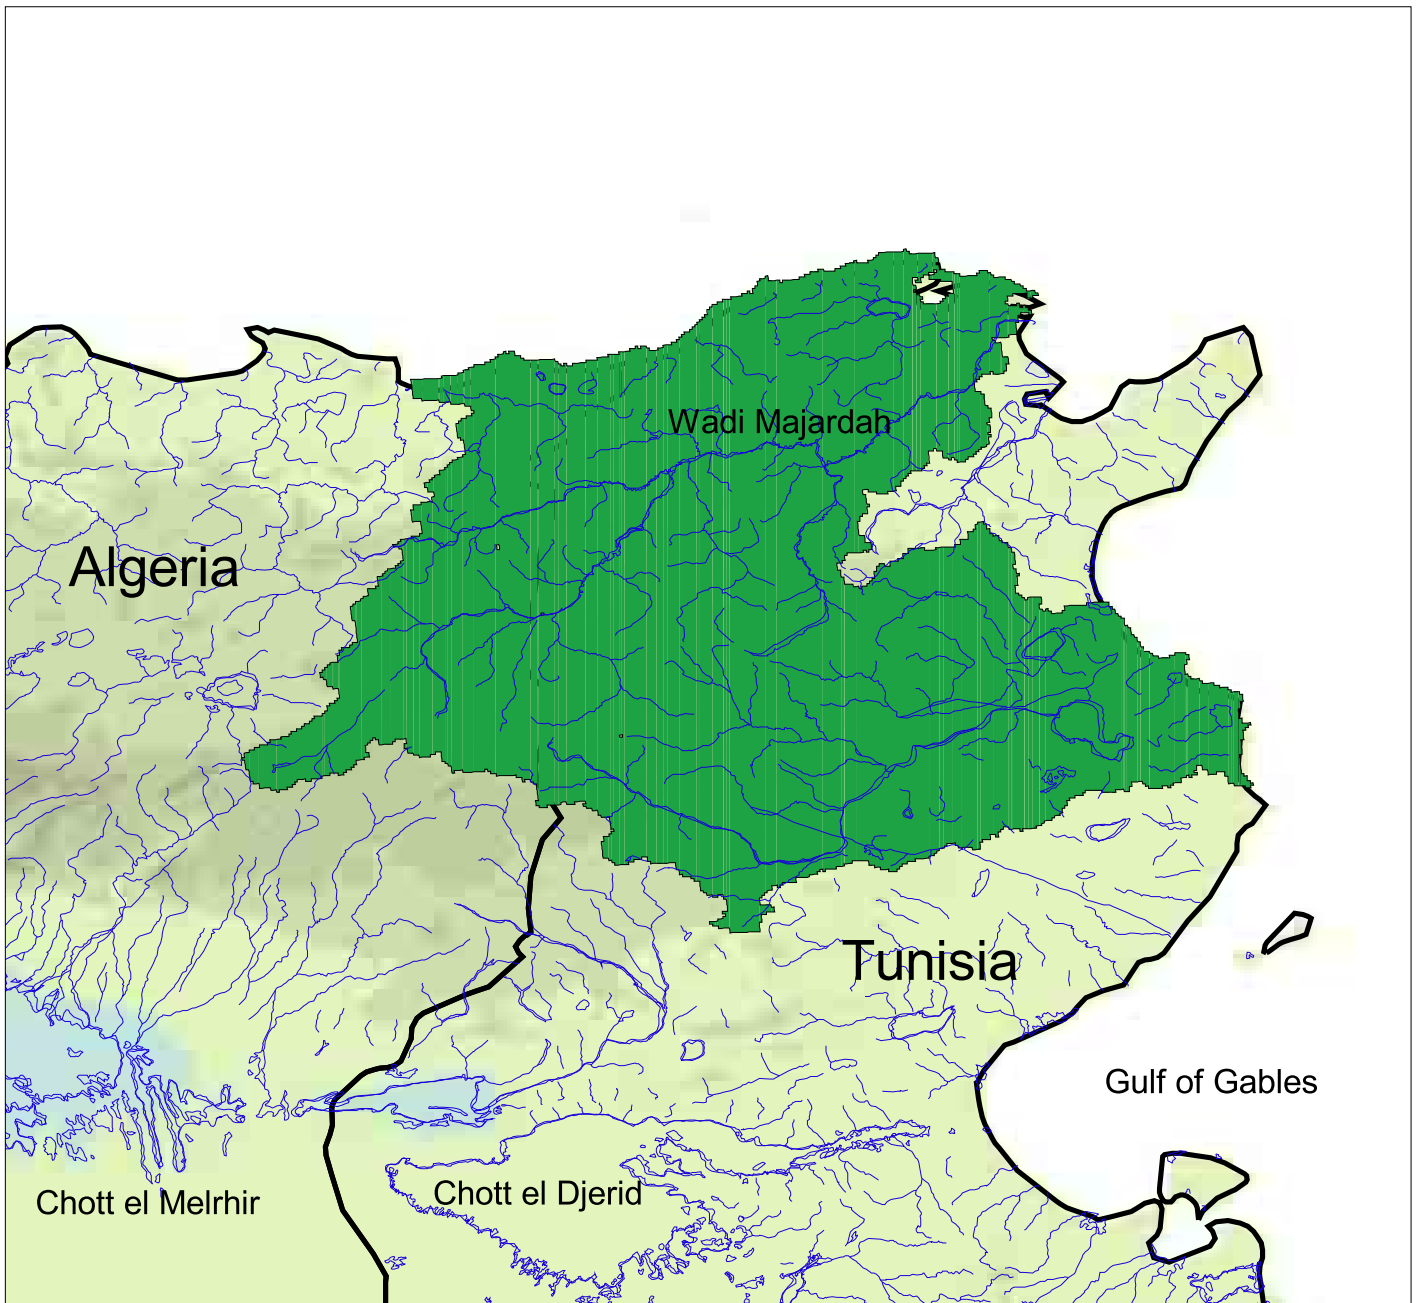 Wadi Majardah
Algeria
Tunisia
Gulf of Gables
Chott el Djerid
Chott el Melrhir